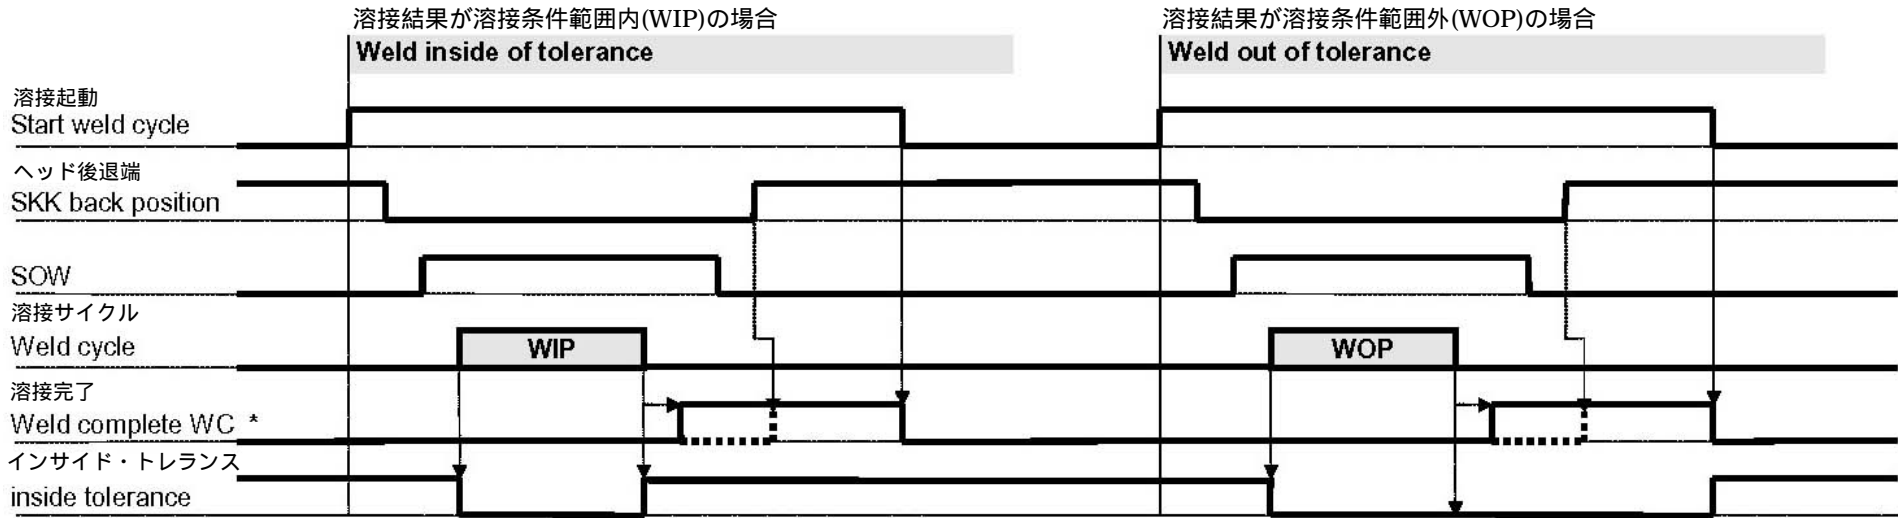 溶接結果が溶接条件範囲内(WIP)の場合
溶接結果が溶接条件範囲外(WOP)の場合
Weld inside of tolerance
Weld out of tolerance
溶接起動
Start weld cycle
ヘッド後退端
SKK back position
SOW
溶接サイクル
Weld cycle
WIP
WOP
溶接完了
Weld complete WC *
インサイド・トレランス
inside tolerance